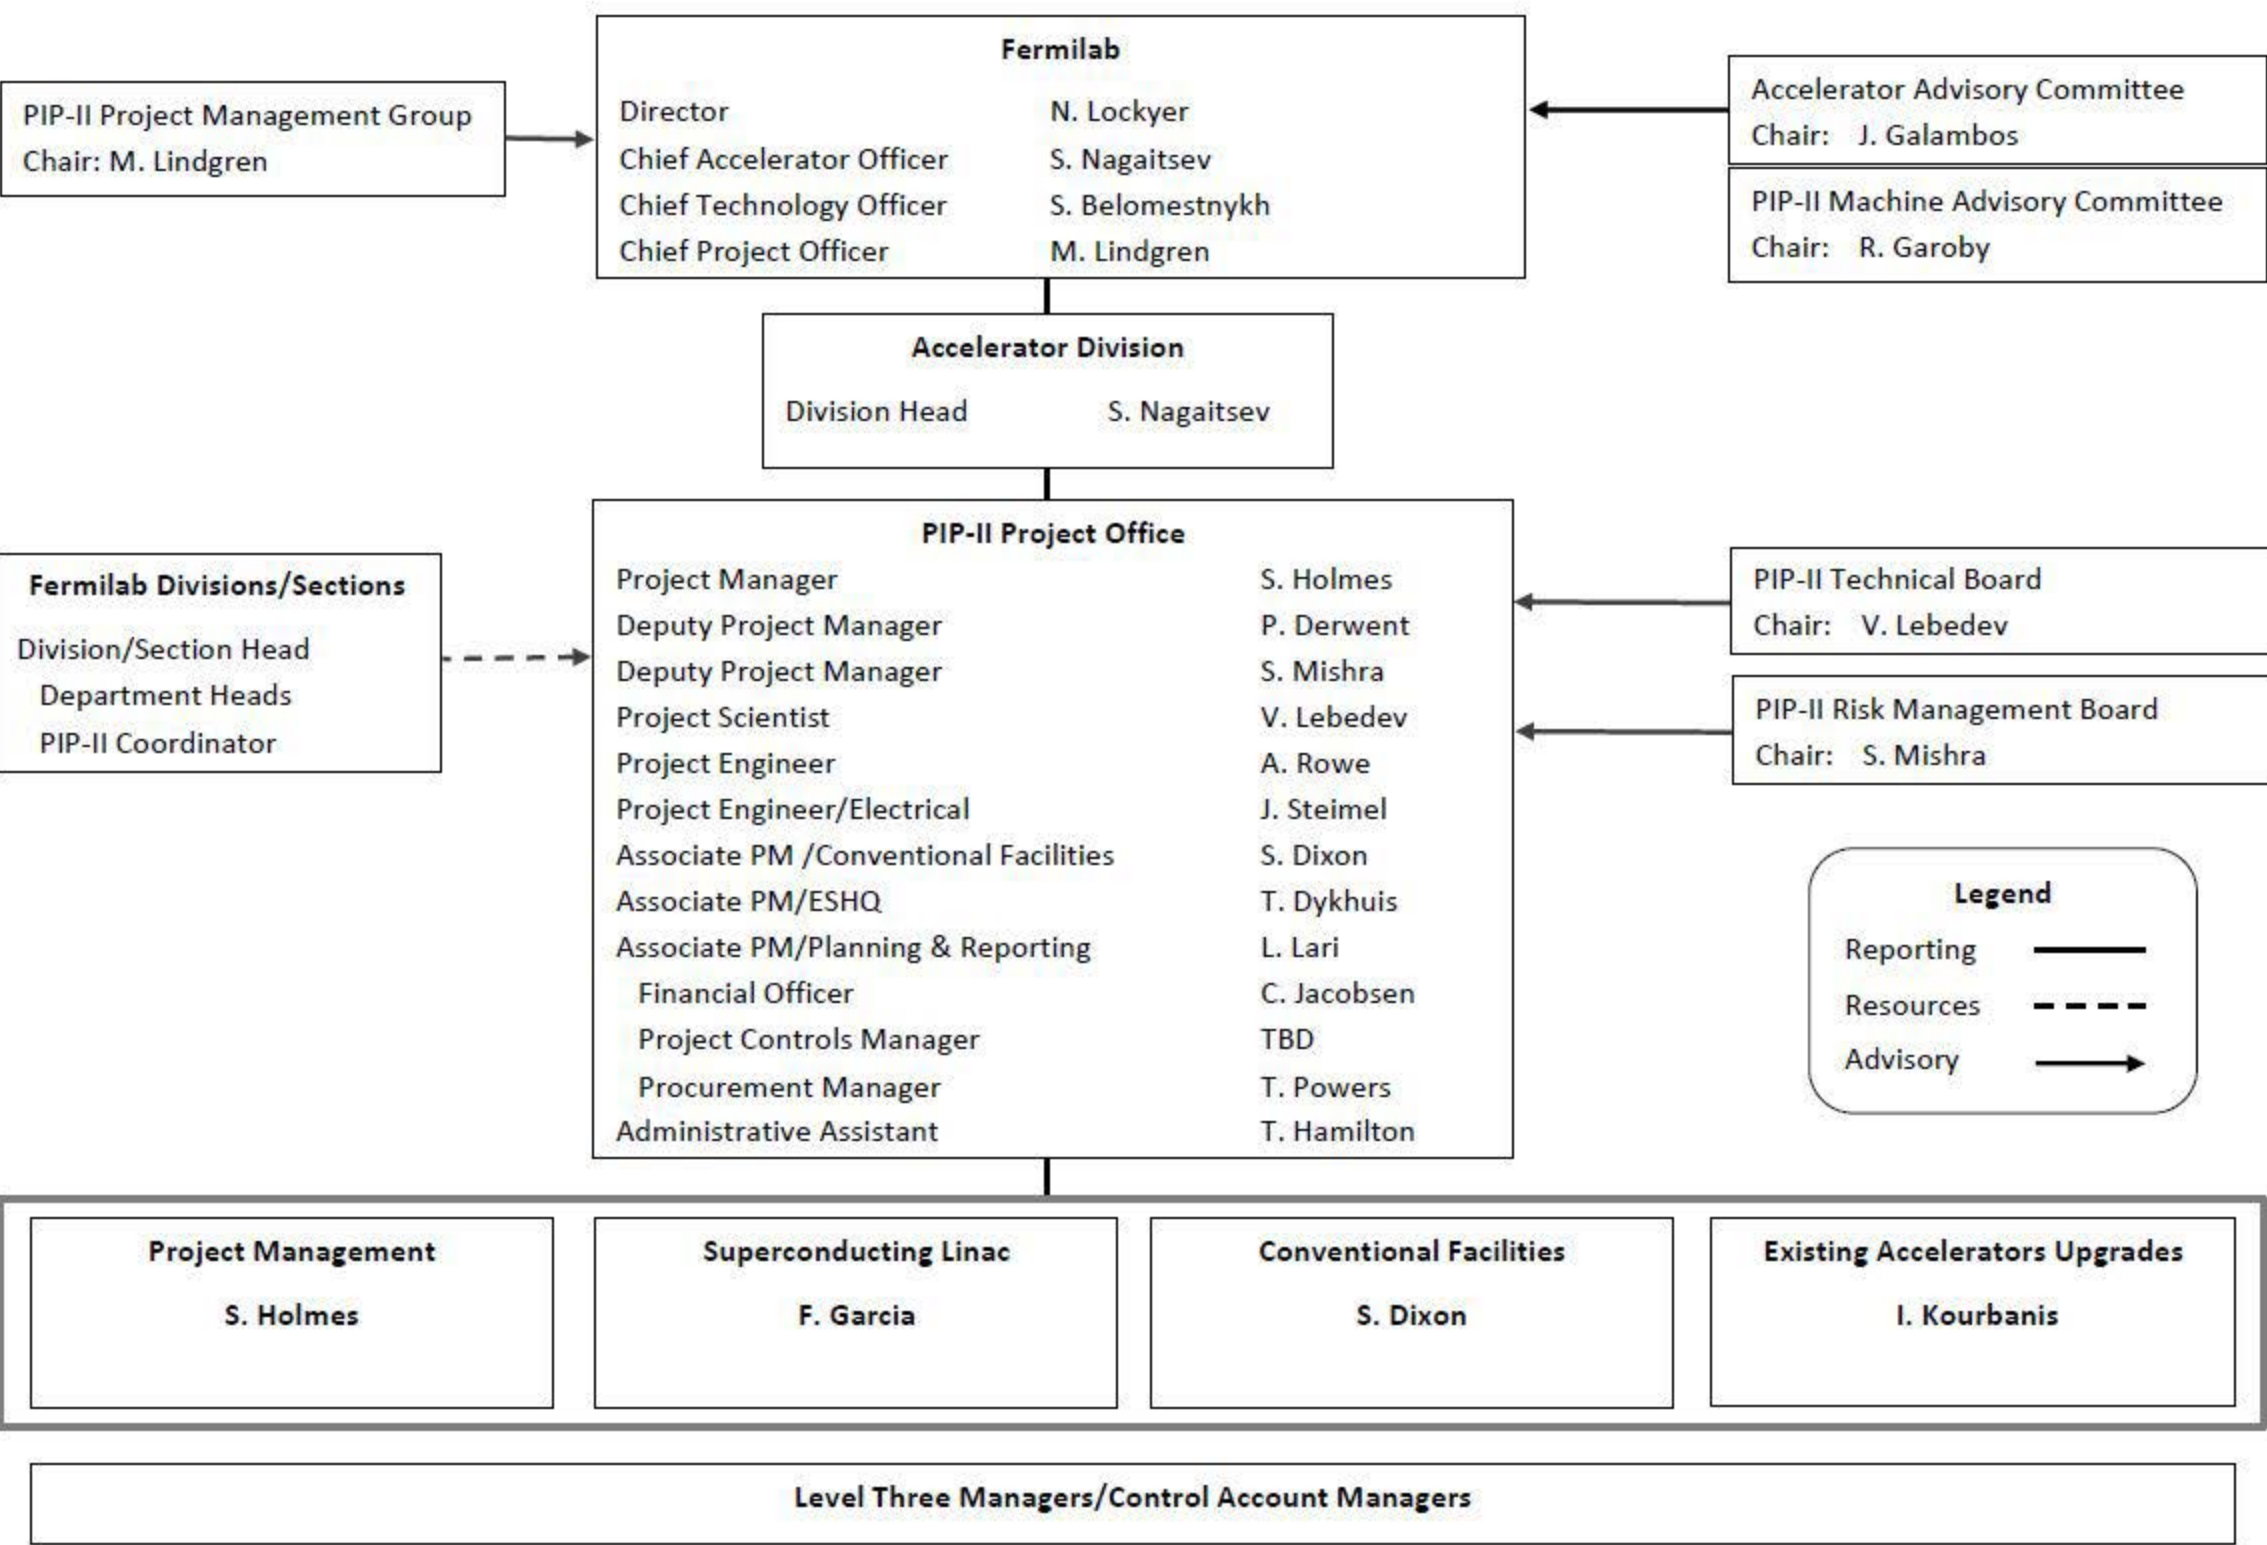 Fermilab
Director N. Lockyer
Chief Accelerator Officer S. Nagaitsev
Chief Technology Officer S. Belomestnykh
Chief Project Officer M. Lindgren
PIP-II Project Management Group
Chair: M. Lindgren
Accelerator Advisory Committee
Chair: J. Galambos
PIP-II Machine Advisory Committee
Chair: R. Garoby
Accelerator Division
Division Head S. Nagaitsev
PIP-II Project Office
Project Manager S. Holmes
Deputy Project Manager P. Derwent
Deputy Project Manager S. Mishra
Project Scientist V. Lebedev
Project Engineer A. Rowe
Project Engineer/Electrical J. Steimel
Associate PM /Conventional Facilities S. Dixon
Associate PM/ESHQ T. Dykhuis
Associate PM/Planning & Reporting L. Lari
Financial Officer C. Jacobsen
Project Controls Manager TBD
Procurement Manager T. Powers
Administrative Assistant T. Hamilton
Fermilab Divisions/Sections
Division/Section Head
Department Heads
PIP-II Coordinator
PIP-II Technical Board
Chair: V. Lebedev
PIP-II Risk Management Board
Chair: S. Mishra
Legend
Reporting
Resources
Advisory
Project Management
S. Holmes
Superconducting Linac
F. Garcia
Conventional Facilities
S. Dixon
Existing Accelerators Upgrades
I. Kourbanis
Level Three Managers/Control Account Managers